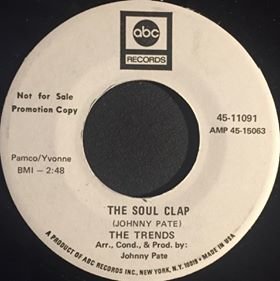 abc
RECORDS
Not for Sale
Promotion Copy
45-11091
AMP 45-15063
Pamco/Yvonne
BMI - 2:48
THE SOUL CLAP
(JOHNNY PATE)
THE TRENDS
Arr., Cond., & Prod. by:
Johnny Pate
A PRODUCT OF ABC RECORDS INC. NEW YORK, N.Y. 10019 • MADE IN USA